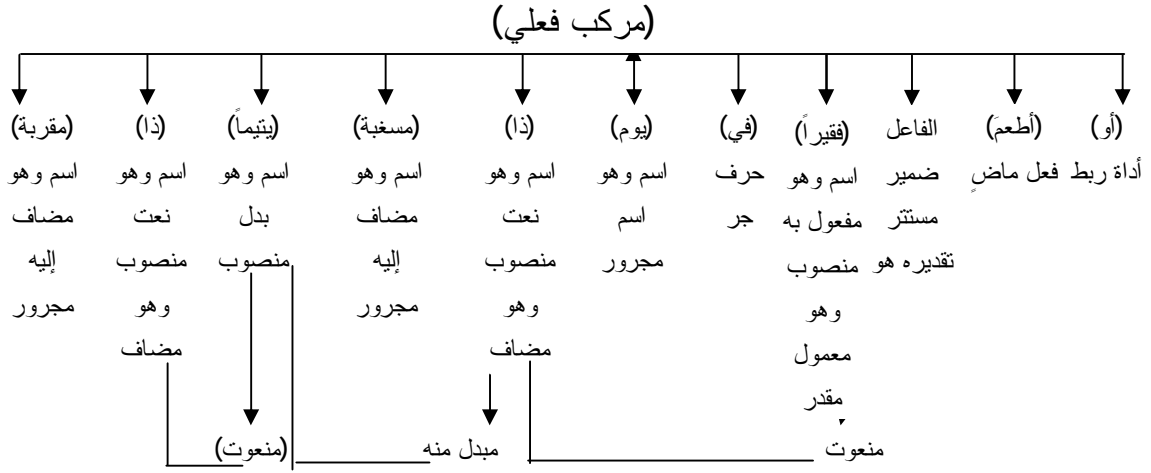 (مركب فعلي)
(أو) (أطعمَ) الفاعل (فقيراً) (في) (يوم) (ذا) (مسغبة) (يتيماً) (ذا) (مقربة)
أداة ربط فعل ماضٍ ضمير اسم وهو حرف اسم وهو اسم وهو اسم وهو اسم وهو اسم وهو اسم وهو
مستتر مفعول به جر اسم نعت مضاف بدل نعت مضاف
تقديره هو منصوب مجرور منصوب إليه منصوب منصوب إليه
وهو وهو مجرور وهو مجرور
معمول مضاف مضاف
مقدر
منعوت مبدل منه (منعوت)